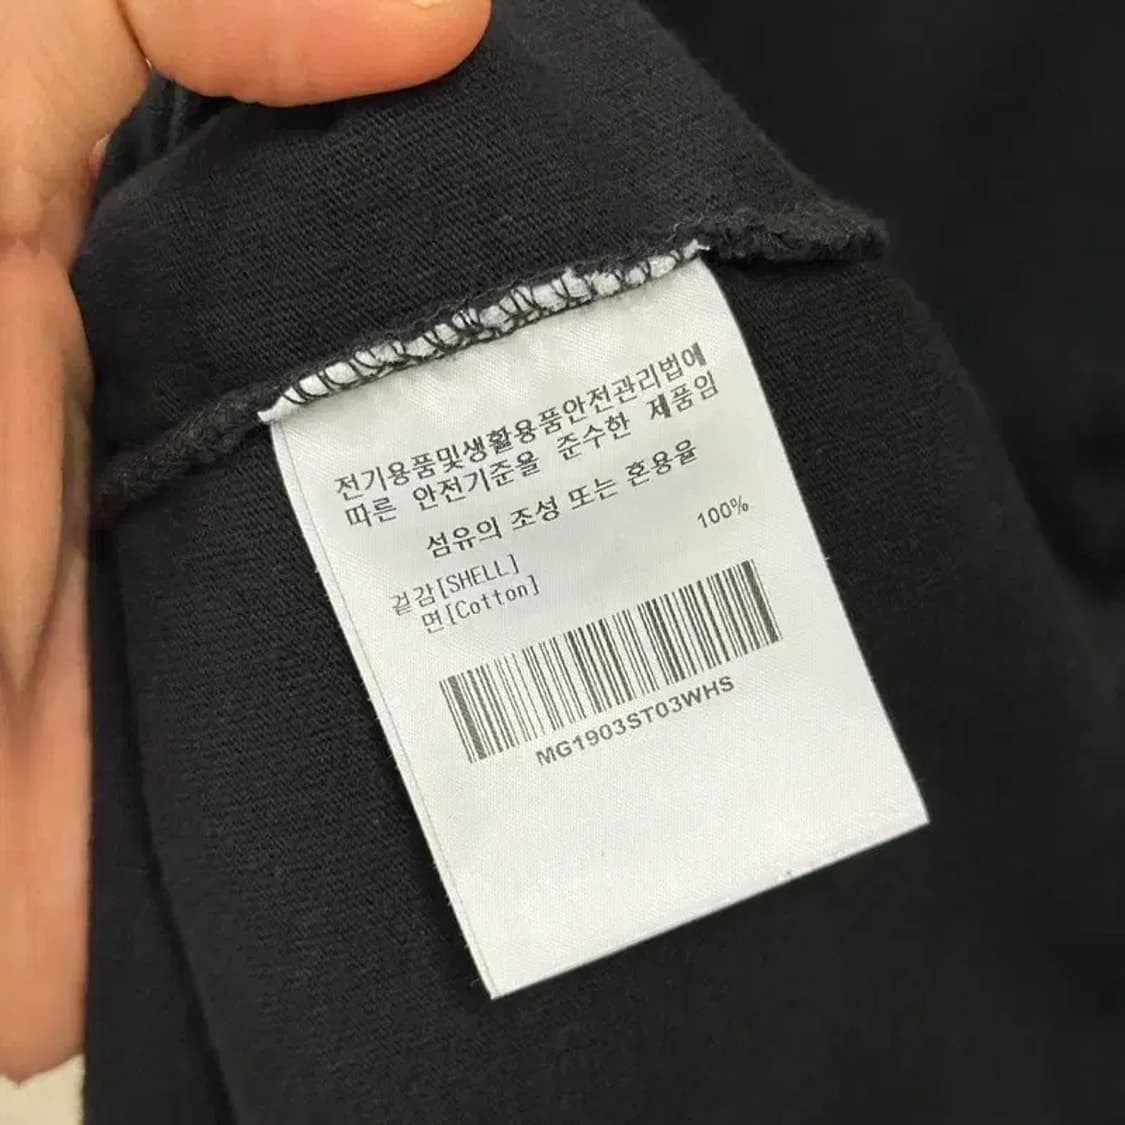 전기용품및생활용품안전관리법에
따른 안전기준을 준수한 제품임
섬유의 조성 또는 혼용율
겉감[SHELL]
면[Cotton] 100%
MG1903ST03WHS